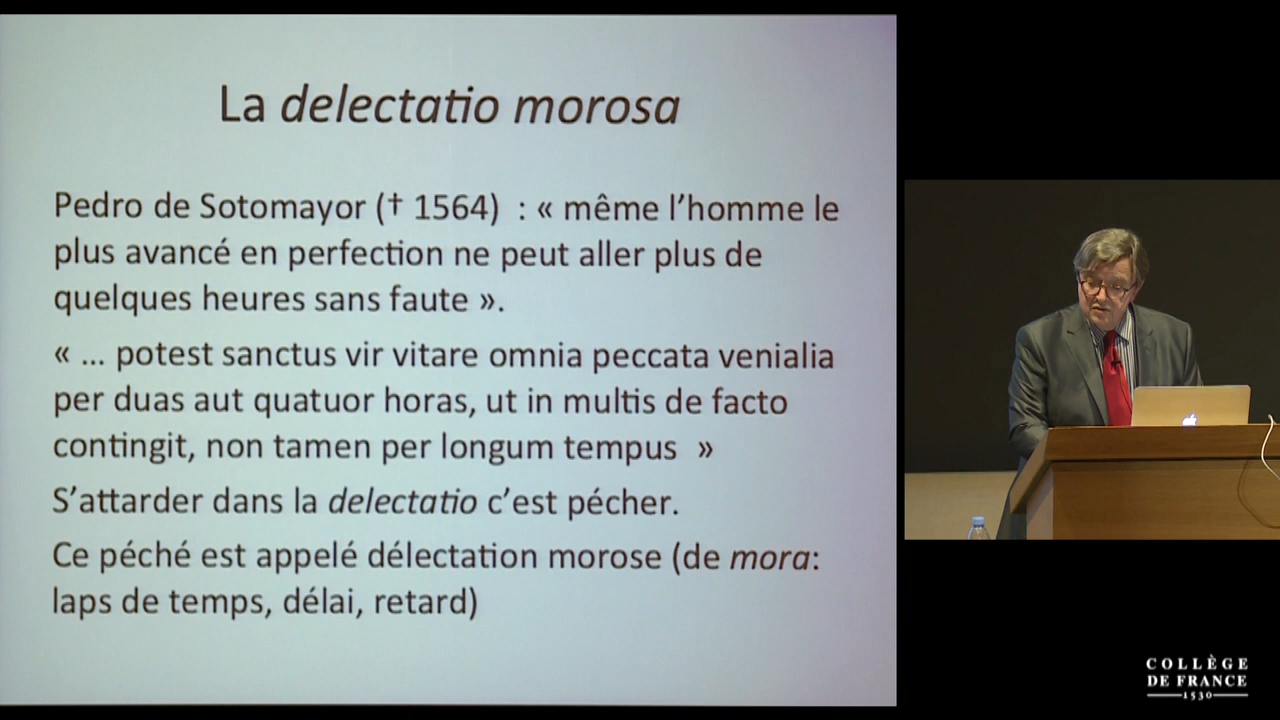 La delectatio morosa
Pedro de Sotomayor († 1564)  : « même l’homme le
plus avancé en perfection ne peut aller plus de
quelques heures sans faute ».
« ... potest sanctus vir vitare omnia peccata venialia
per duas aut quatuor horas, ut in multis de facto
contingit, non tamen per longum tempus  »
S’attarder dans la delectatio c’est pécher.
Ce péché est appelé délectation morose (de mora:
laps de temps, délai, retard)
COLLÈGE
DE FRANCE
1530